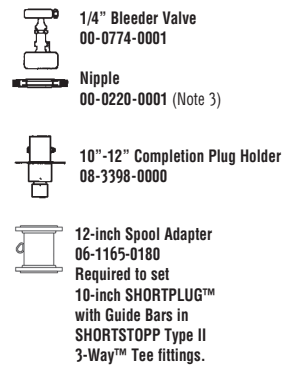 1/4” Bleeder Valve
00-0774-0001
Nipple
00-0220-0001 (Note 3)
10”-12” Completion Plug Holder
08-3398-0000
12-inch Spool Adapter
06-1165-0180
Required to set
10-inch SHORTPLUG™
with Guide Bars in
SHORTSTOPP Type II
3-Way™ Tee fittings.